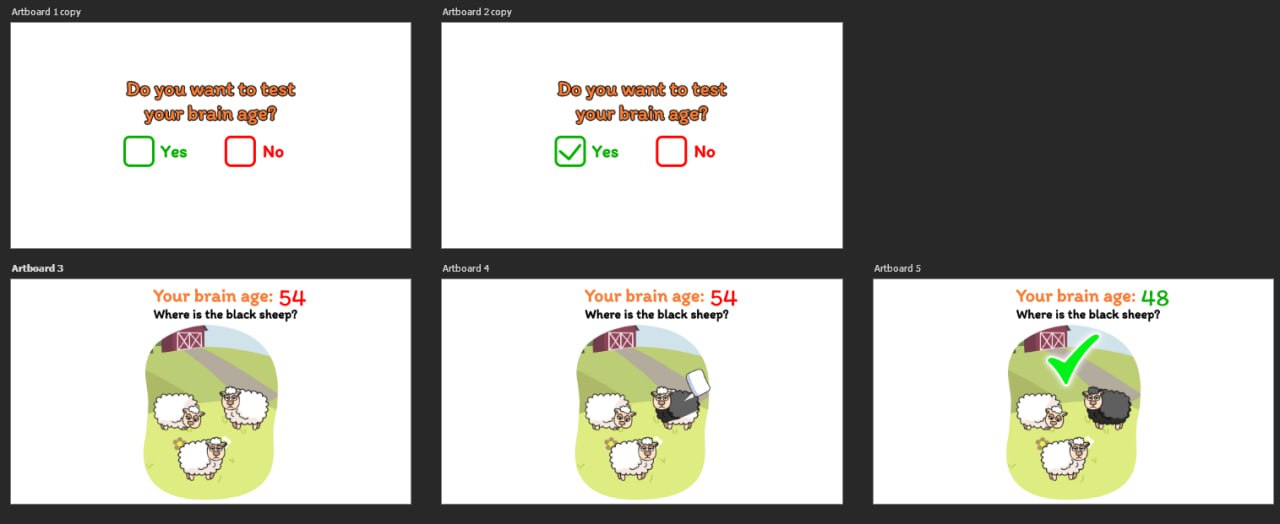 Artboard 1 copy
Do you want to test
your brain age?
Yes
No
Artboard 2 copy
Do you want to test
your brain age?
Yes
No
Artboard 3
Your brain age: 54
Where is the black sheep?
Artboard 4
Your brain age: 54
Where is the black sheep?
Artboard 5
Your brain age: 48
Where is the black sheep?